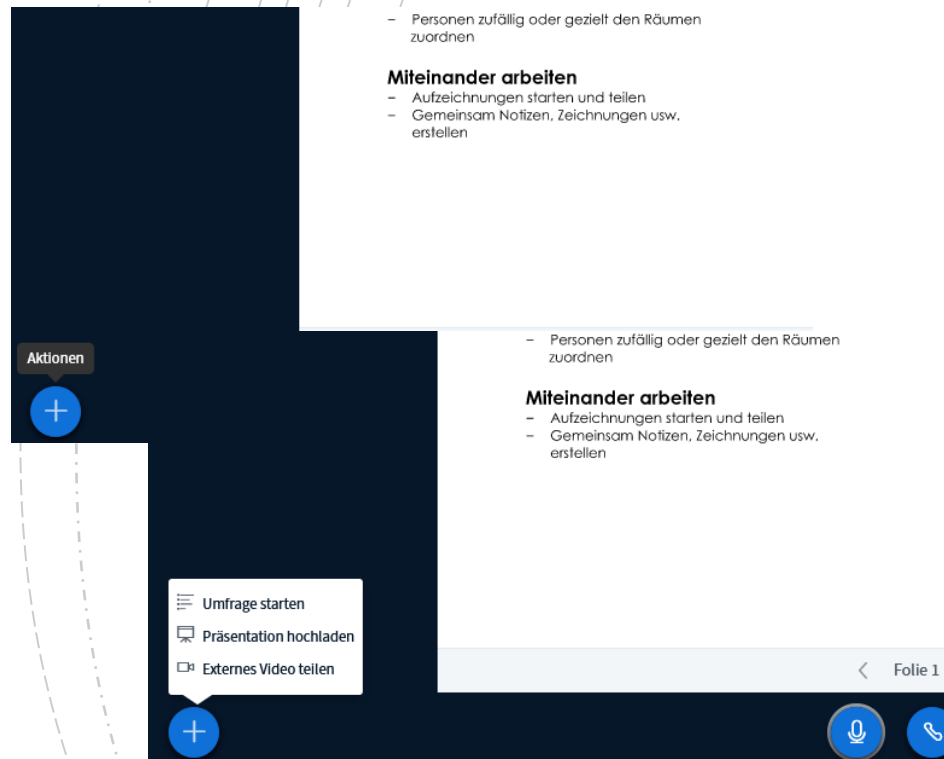 – Personen zufällig oder gezielt den Räumen
zuordnen
Miteinander arbeiten
– Aufzeichnungen starten und teilen
– Gemeinsam Notizen, Zeichnungen usw.
erstellen
Aktionen
– Personen zufällig oder gezielt den Räumen
zuordnen
Miteinander arbeiten
– Aufzeichnungen starten und teilen
– Gemeinsam Notizen, Zeichnungen usw.
erstellen
Umfrage starten
Präsentation hochladen
Externes Video teilen
Folie 1